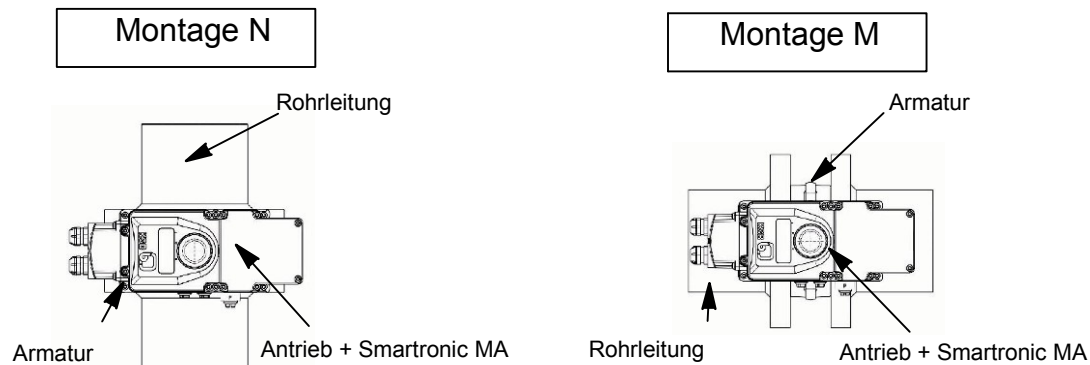 Montage N
Rohrleitung
Armatur
Antrieb + Smartronic MA
Montage M
Armatur
Rohrleitung
Antrieb + Smartronic MA